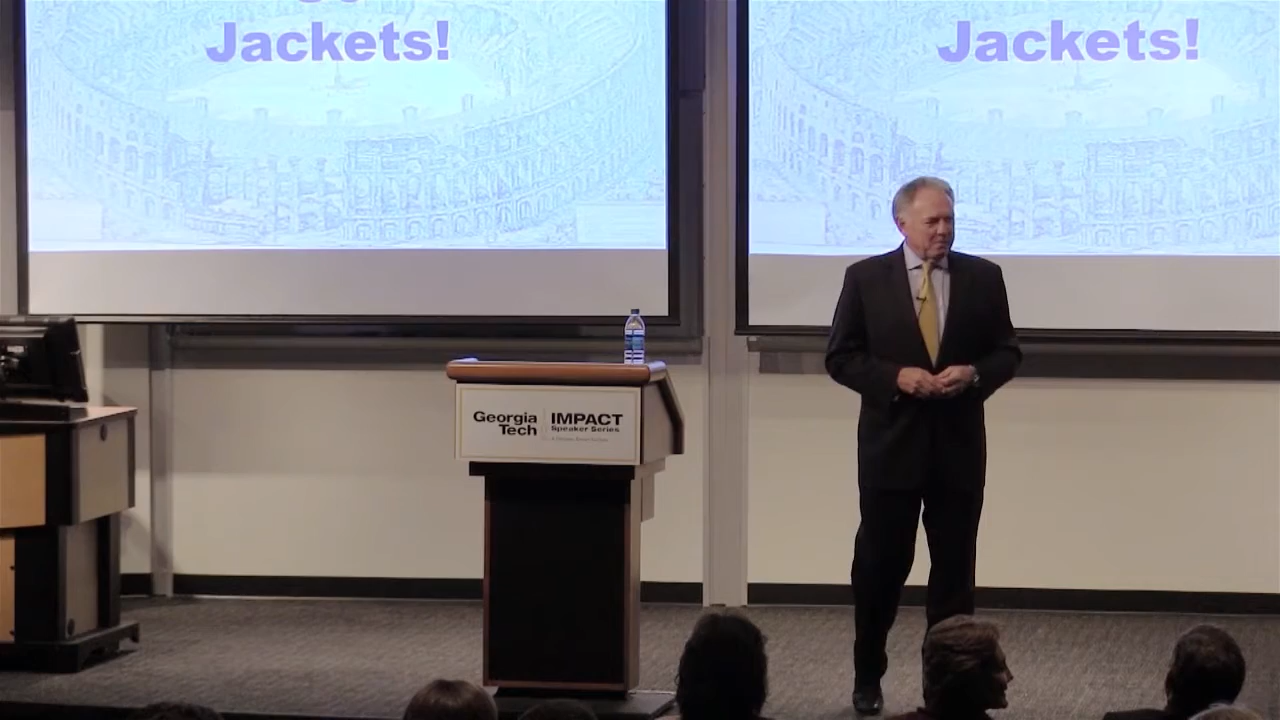 Jackets!
Jackets!
Georgia Tech
IMPACT
Speaker Series